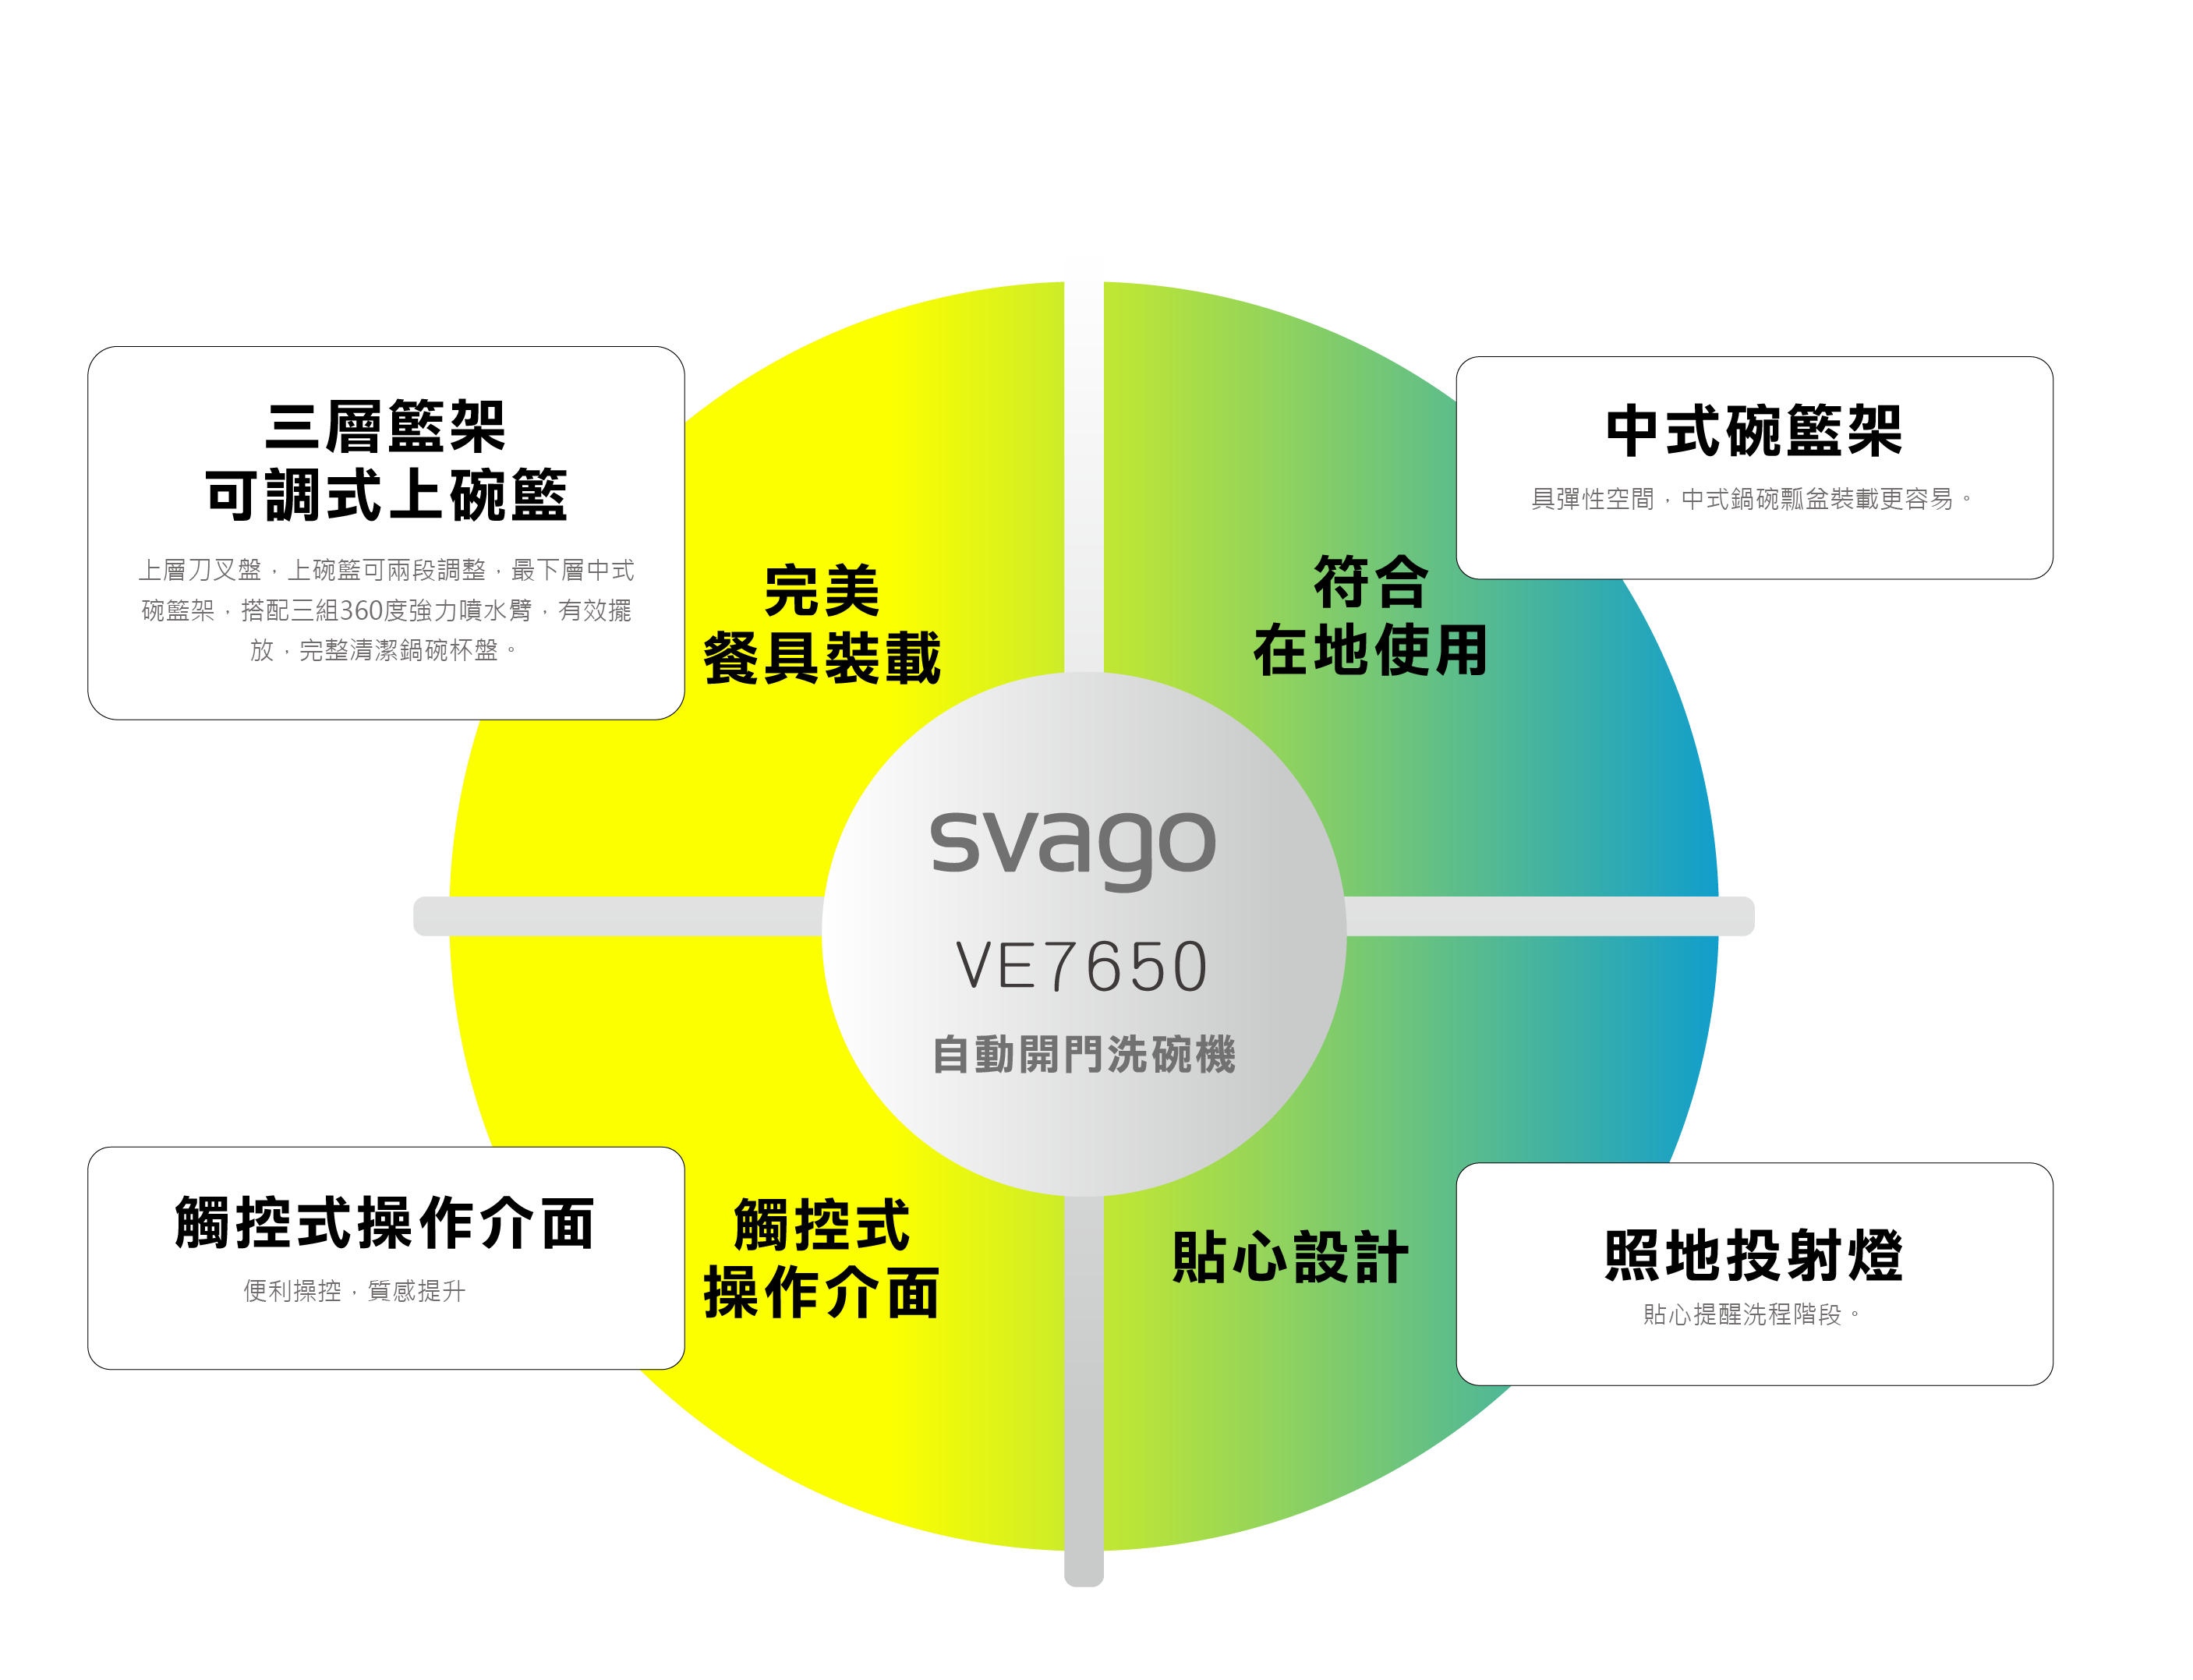 三層籃架
可調式上碗籃
上層刀叉盤，上碗籃可兩段調整，最下層中式
碗籃架，搭配三組360度強力噴水臂，有效擺
放，完整清潔鍋碗杯盤。
完美
餐具裝載
符合
在地使用
中式碗籃架
具彈性空間，中式鍋碗瓢盆裝載更容易。
svago
VE7650
自動開門洗碗機
觸控式操作介面
便利操控，質感提升
觸控式
操作介面
貼心設計
照地投射燈
貼心提醒洗程階段。